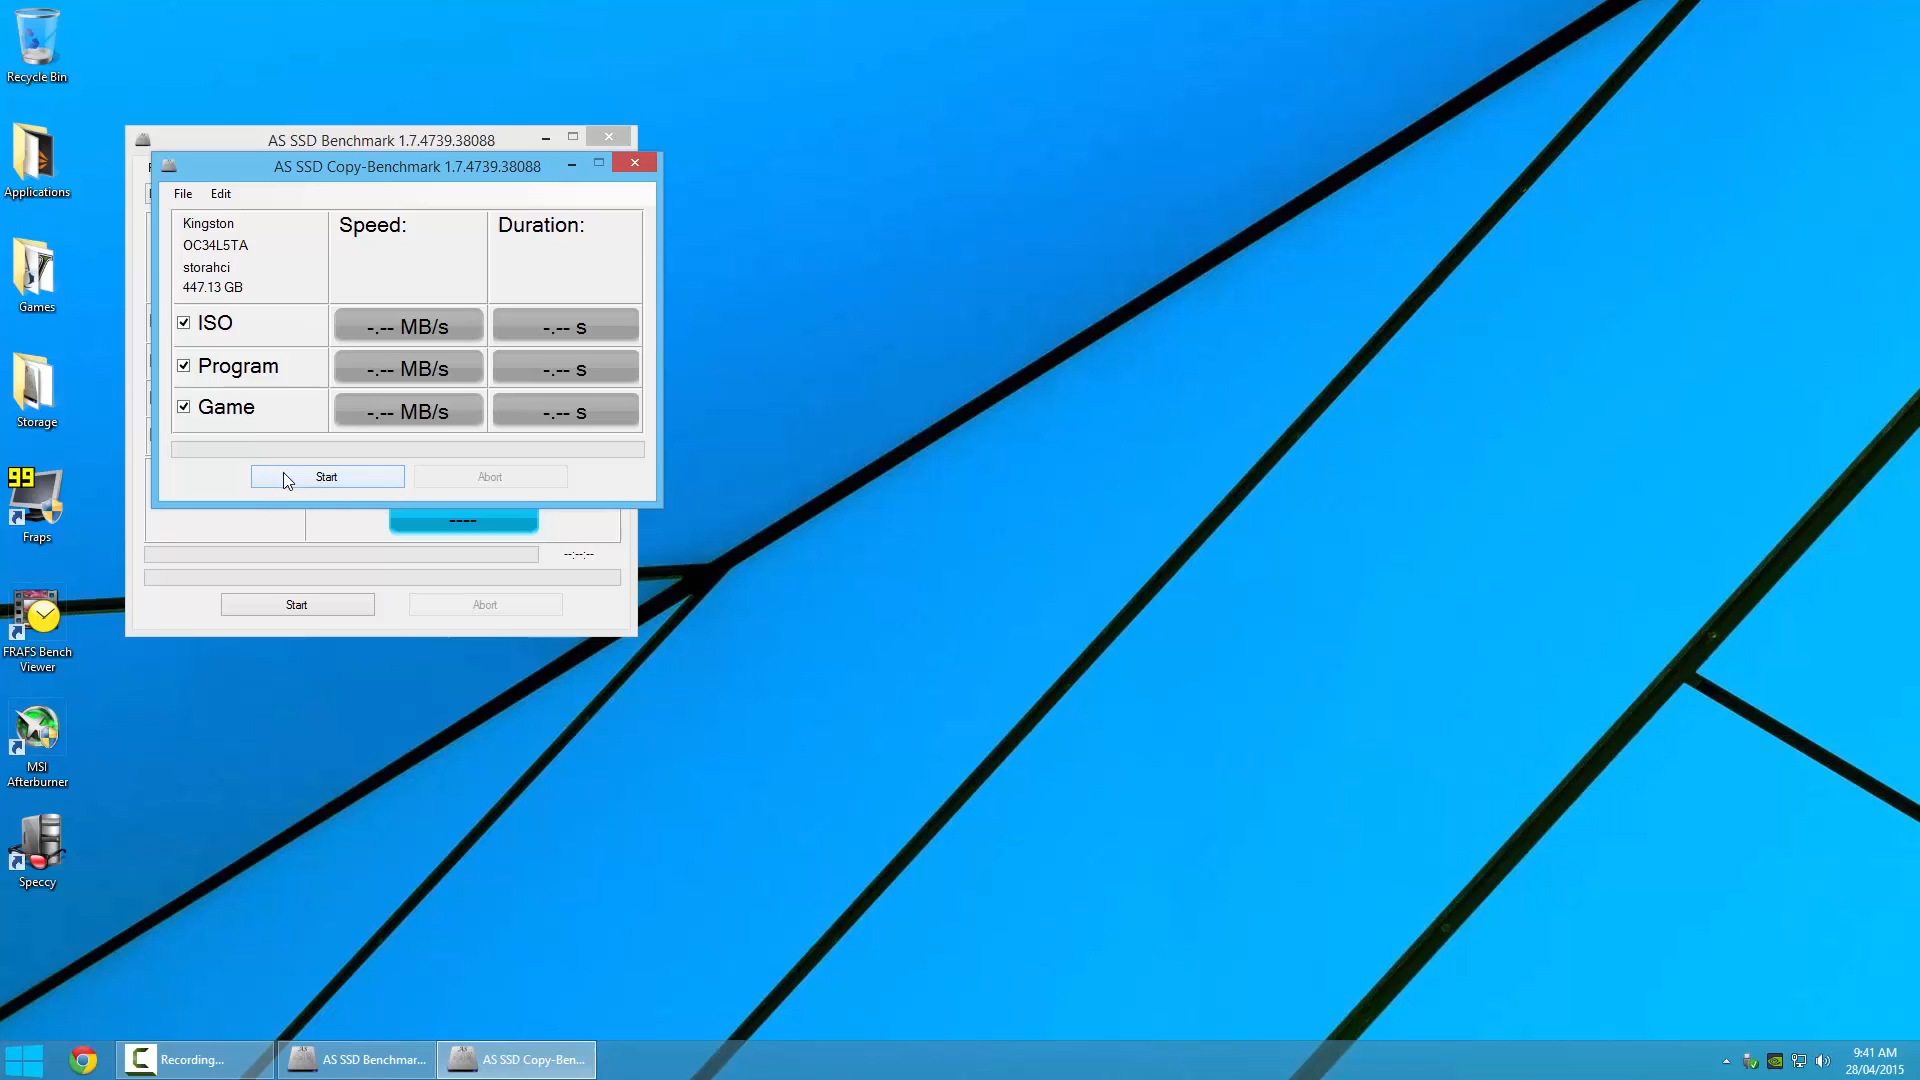 Recycle Bin
Applications
Games
Storage
99
Fraps
FRAFS Bench
Viewer
MSI
Afterburner
Speccy
AS SSD Benchmark 1.7.4739.38088
AS SSD Copy-Benchmark 1.7.4739.38088
File Edit
Kingston
OC34L5TA
storahci
447.13 GB
Speed:
Duration:
ISO -.-- MB/s -.-- s
Program -.-- MB/s -.-- s
Game -.-- MB/s -.-- s
Start Abort
----
--:--:--
Start Abort
Recording...
AS SSD Benchmar...
AS SSD Copy-Ben...
9:41 AM
28/04/2015